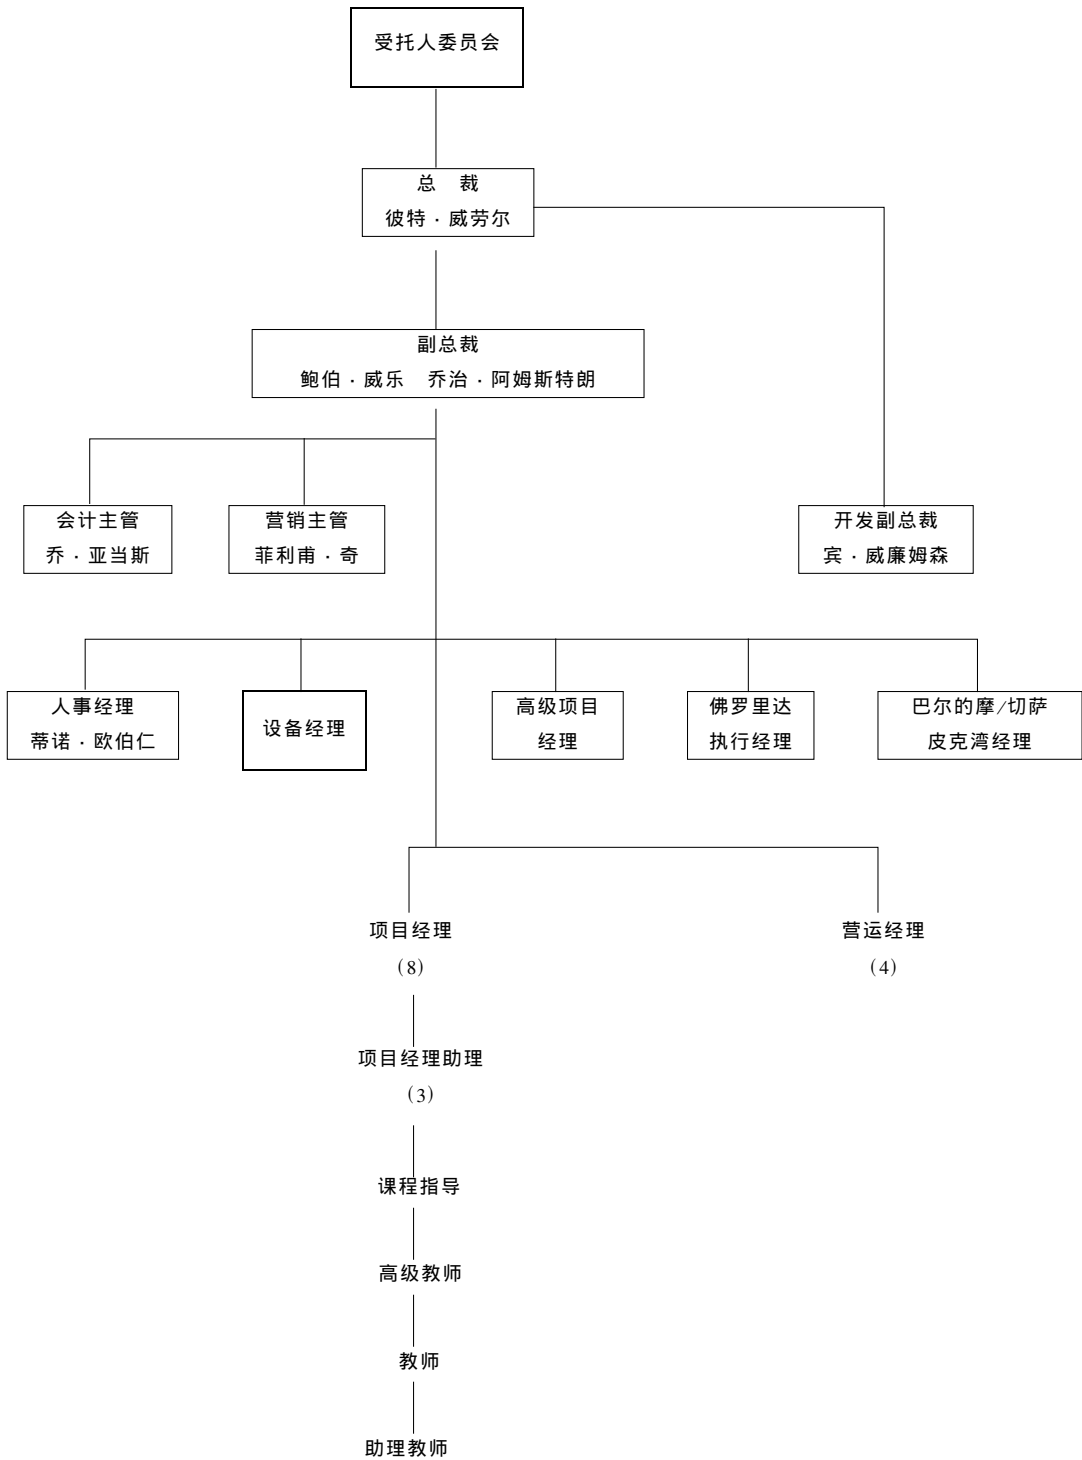 受托人委员会
总 裁
彼特·威劳尔
副总裁
鲍伯·威乐 乔治·阿姆斯特朗
会计主管
乔·亚当斯
营销主管
菲利甫·奇
开发副总裁
宾·威廉姆森
人事经理
蒂诺·欧伯仁
设备经理
高级项目
经理
佛罗里达
执行经理
巴尔的摩/切萨
皮克湾经理
项目经理
(8)
营运经理
(4)
项目经理助理
(3)
课程指导
高级教师
教师
助理教师